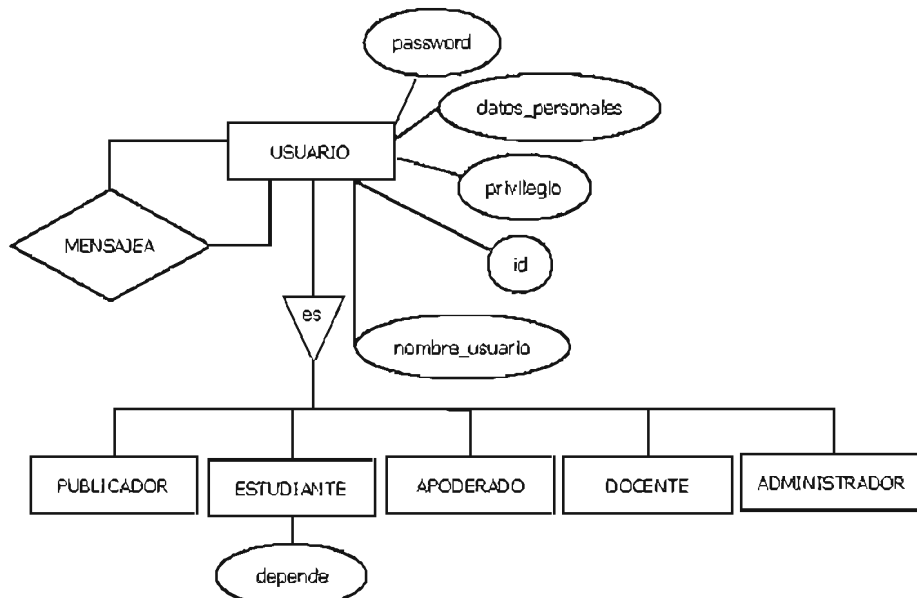 password
datos_personales
USUARIO
privilegio
MENSAJEA
id
es
nombre_usuario
PUBLICADOR
ESTUDIANTE
APODERADO
DOCENTE
ADMINISTRADOR
depende